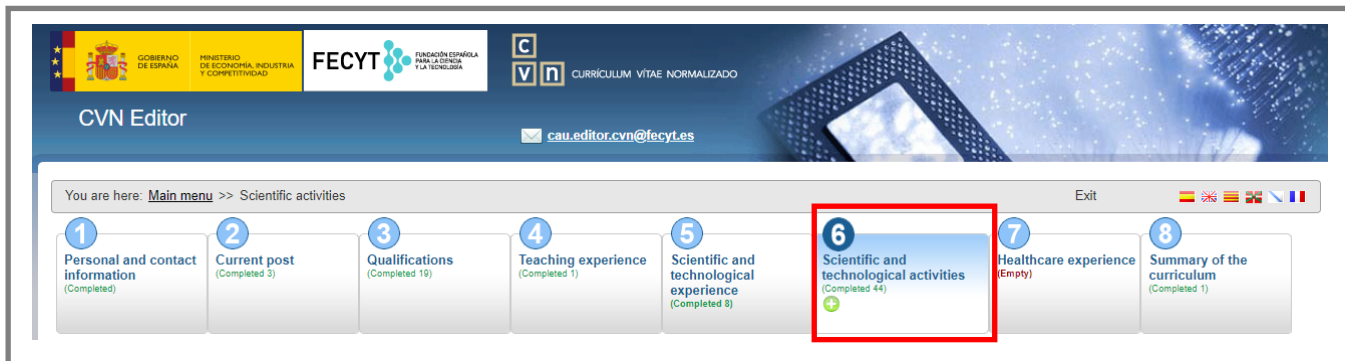 GOBIERNO
DE ESPAÑA
MINISTERIO
DE ECONOMÍA, INDUSTRIA
Y COMPETITIVIDAD
FECYT
FUNDACIÓN ESPAÑOLA
PARA LA CIENCIA
Y LA TECNOLOGÍA
C
V n CURRÍCULUM VÍTAE NORMALIZADO
CVN Editor
cau.editor.cvn@fecyt.es
You are here: Main menu >> Scientific activities
Exit
1
Personal and contact
information
(Completed)
2
Current post
(Completed 3)
3
Qualifications
(Completed 19)
4
Teaching experience
(Completed 1)
5
Scientific and
technological
experience
(Completed 8)
6
Scientific and
technological activities
(Completed 44)
7
Healthcare experience
(Empty)
8
Summary of the
curriculum
(Completed 1)